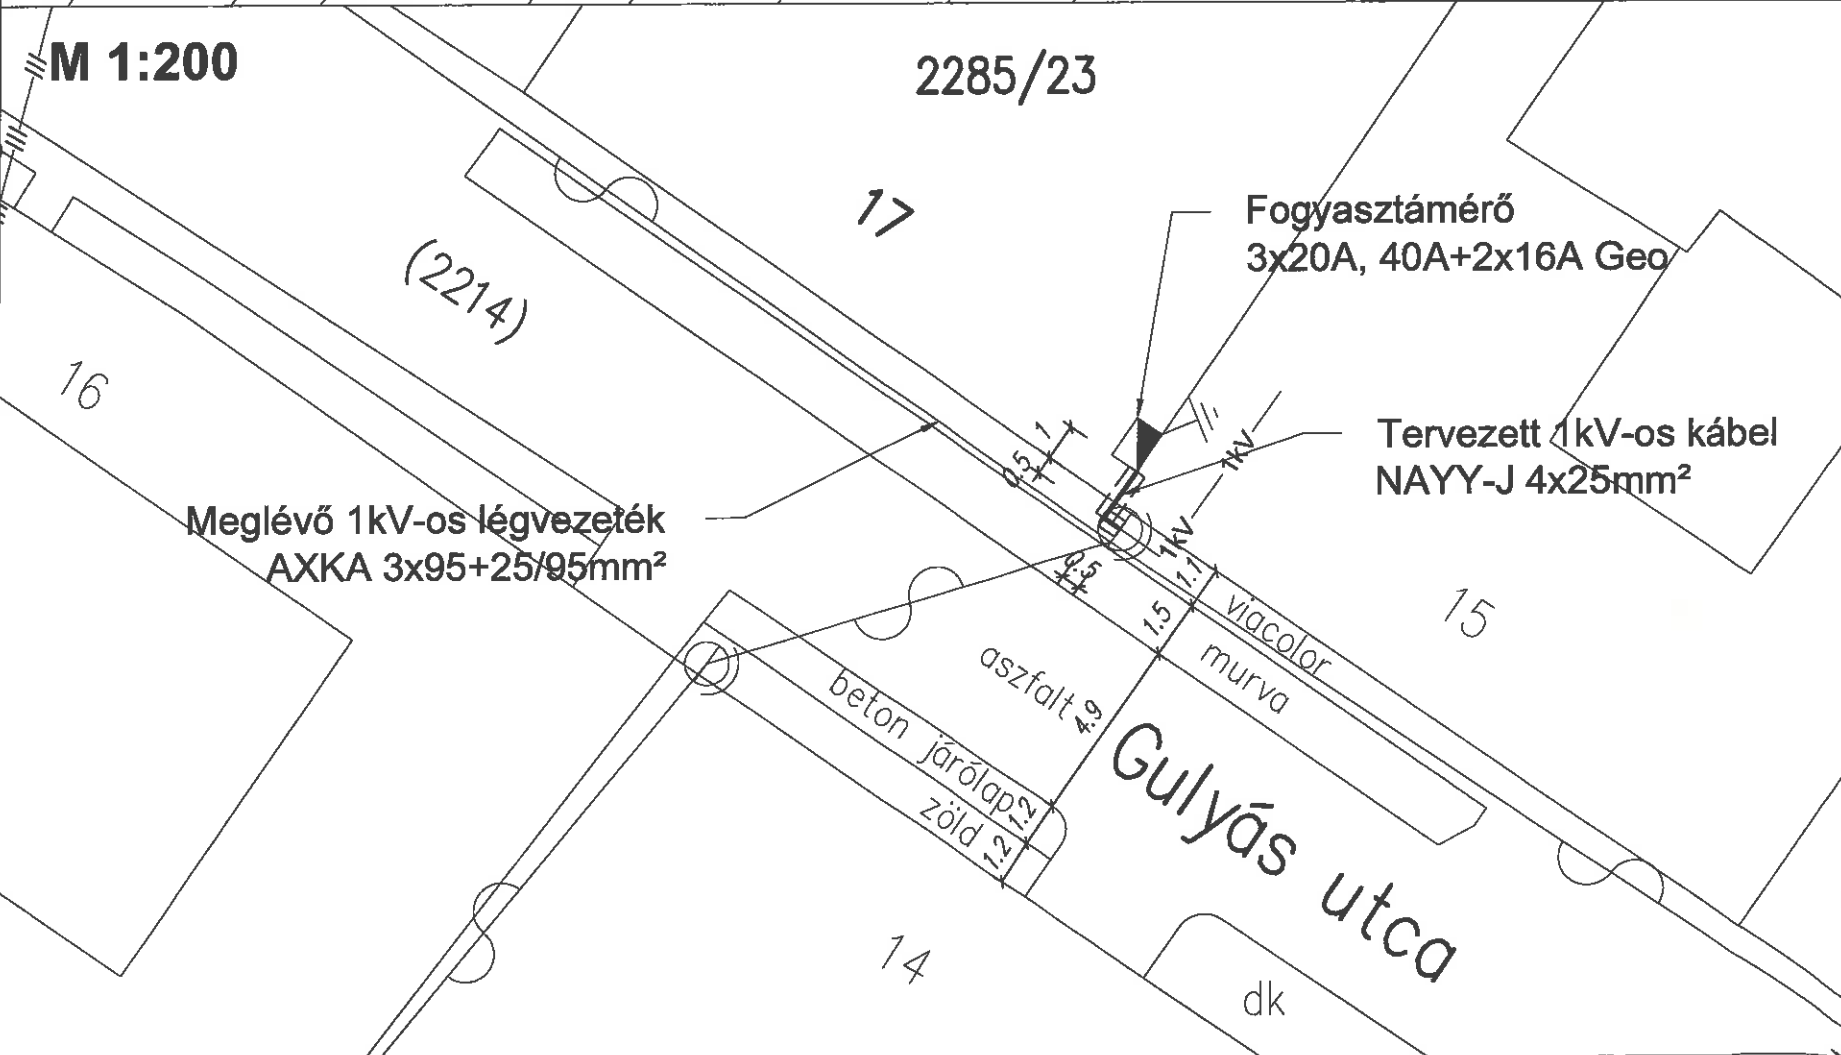 M 1:200
2285/23
17
Fogyasztámérő
3x20A, 40A+2x16A Geo
(2214)
16
1
0.5
1kV
Tervezett 1kV-os kábel
NAYY-J 4x25mm²
Meglévő 1kV-os légvezeték
AXKA 3x95+25/95mm²
1kV
0.5
1.1
1.5
viacolor
15
murva
aszfalt
4.9
beton járólap
1.2
zöld
1.2
Gulyás utca
14
dk